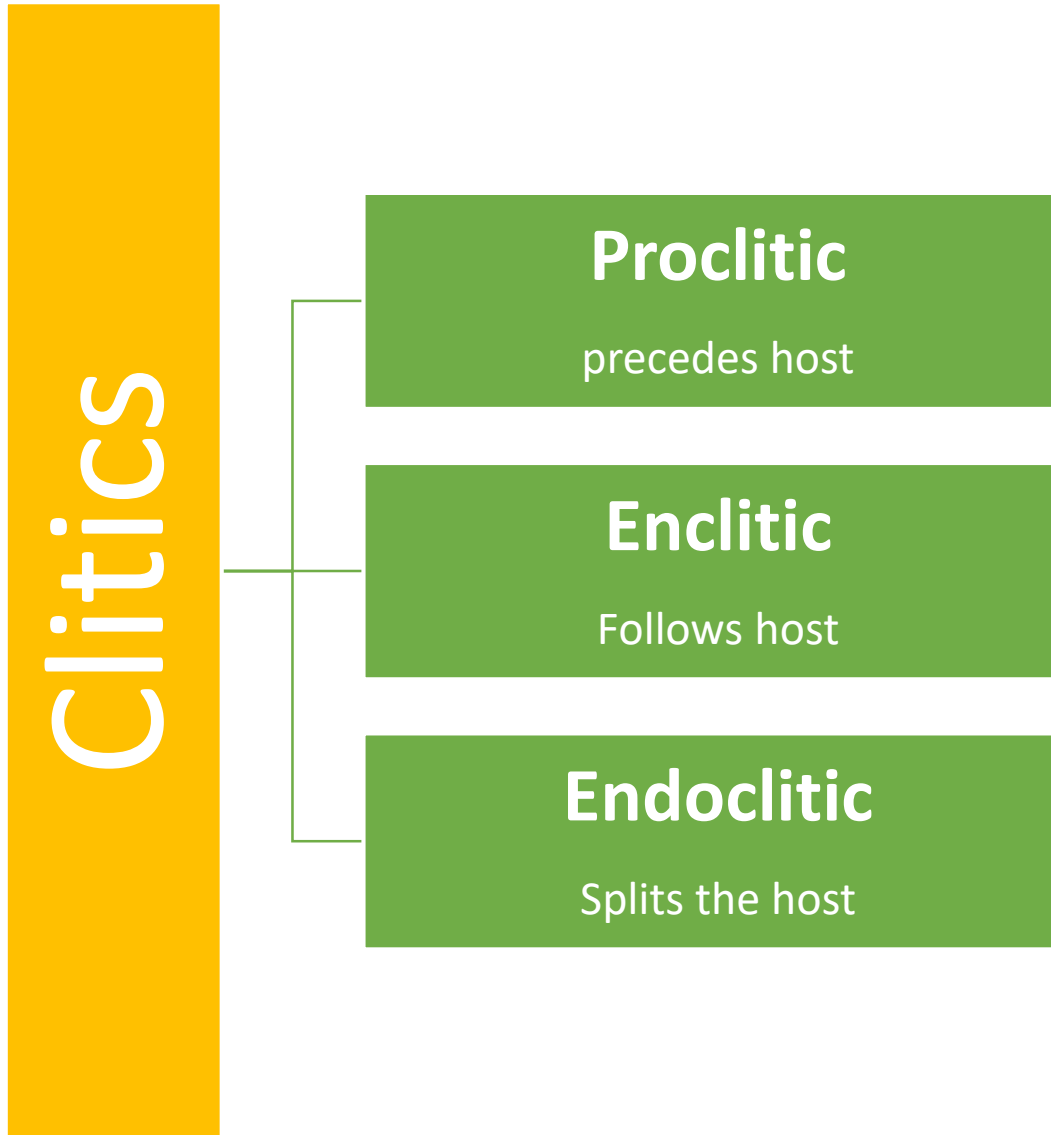 Clitics
Proclitic
precedes host
Enclitic
Follows host
Endoclitic
Splits the host